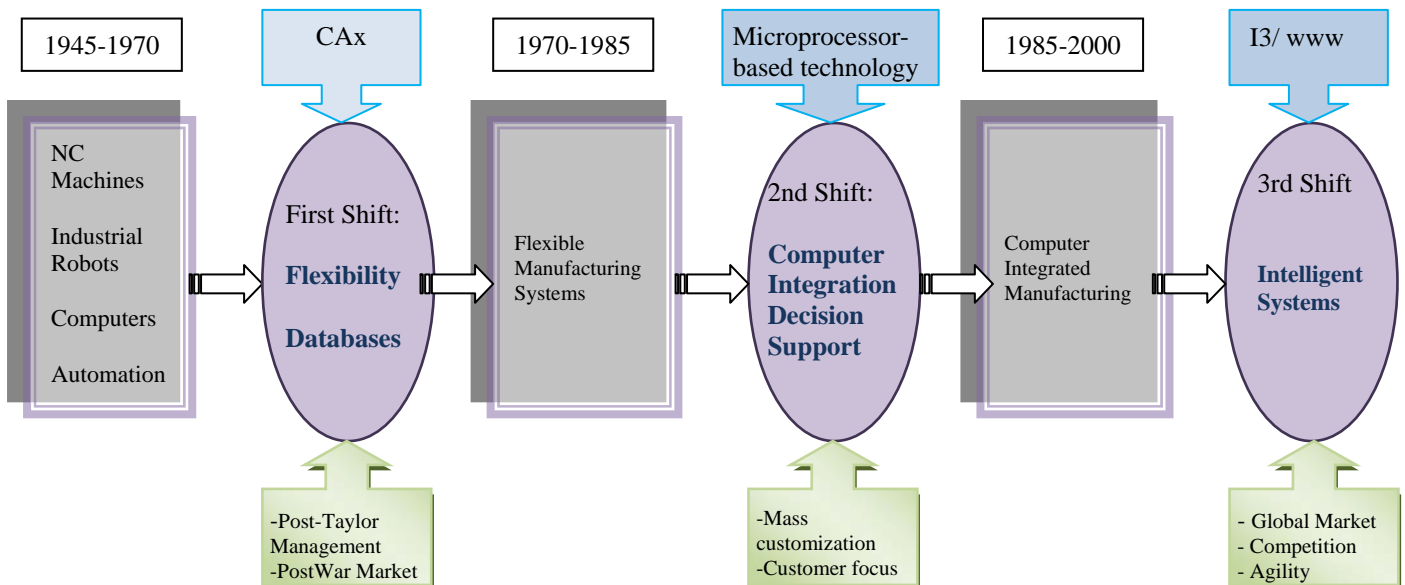 1945-1970
CAx
1970-1985
Microprocessor-
based technology
1985-2000
I3/ www
NC
Machines
Industrial
Robots
Computers
Automation
First Shift:
Flexibility
Databases
Flexible
Manufacturing
Systems
2nd Shift:
Computer
Integration
Decision
Support
Computer
Integrated
Manufacturing
3rd Shift
Intelligent
Systems
-Post-Taylor
Management
-PostWar Market
-Mass
customization
-Customer focus
- Global Market
- Competition
- Agility